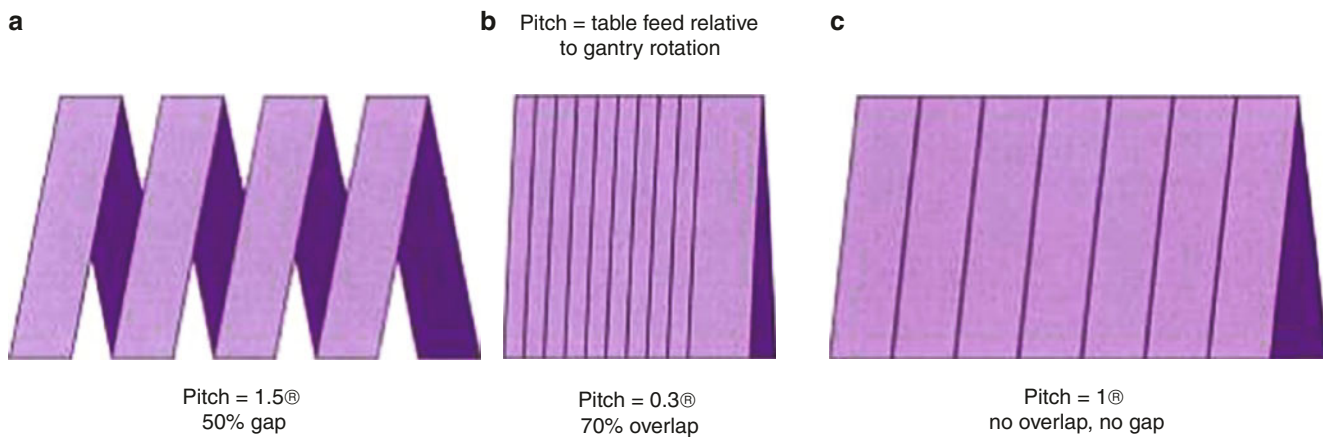 a
Pitch = 1.5®
50% gap
b
Pitch = table feed relative
to gantry rotation
Pitch = 0.3®
70% overlap
c
Pitch = 1®
no overlap, no gap